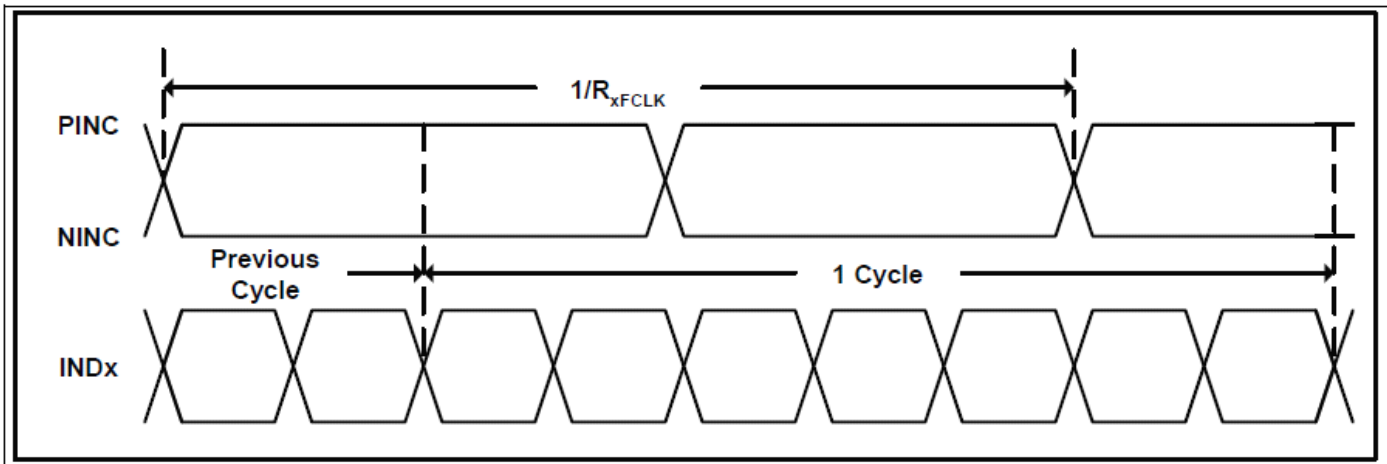 1/RxFCLK
PINC
NINC
Previous
Cycle
1 Cycle
INDx